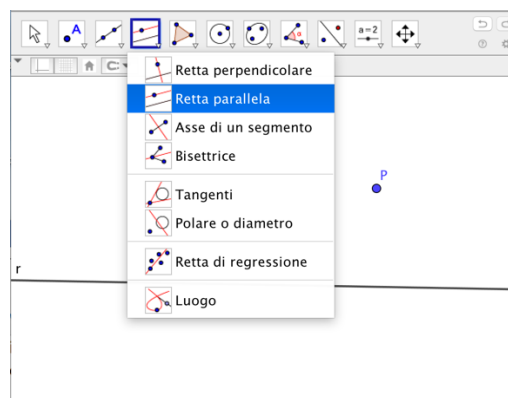 A
α
a=2
Retta perpendicolare
Retta parallela
Asse di un segmento
Bisettrice
Tangenti
Polare o diametro
Retta di regressione
Luogo
P
r